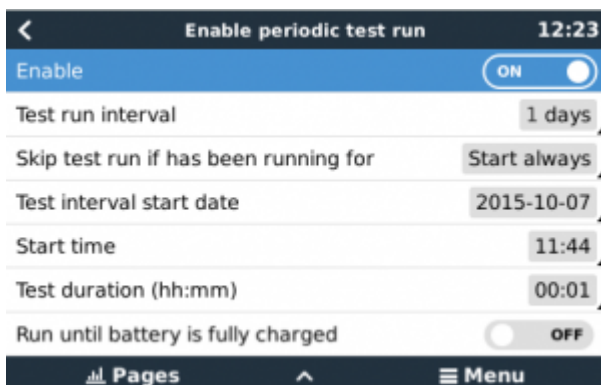 Enable periodic test run 12:23
Enable ON
Test run interval 1 days
Skip test run if has been running for Start always
Test interval start date 2015-10-07
Start time 11:44
Test duration (hh:mm) 00:01
Run until battery is fully charged OFF
Pages Menu